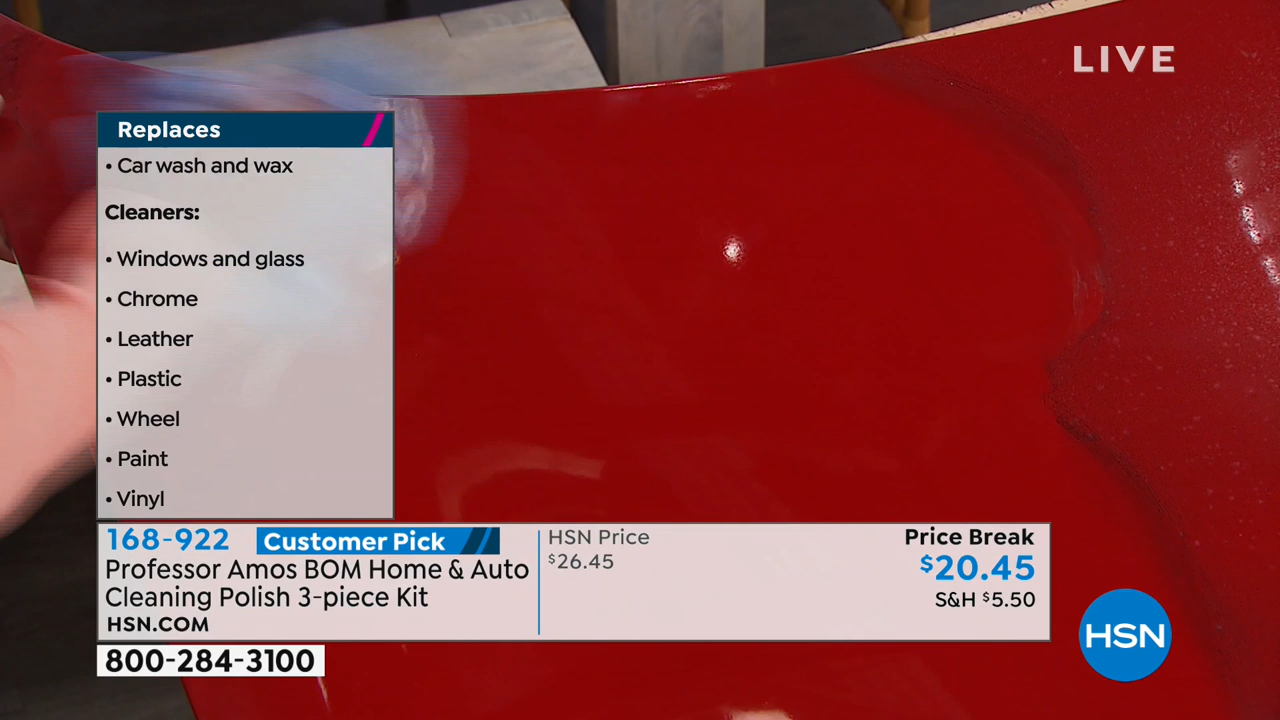 LIVE
Replaces
• Car wash and wax
Cleaners:
• Windows and glass
• Chrome
• Leather
• Plastic
• Wheel
• Paint
• Vinyl
168-922
Customer Pick
Professor Amos BOM Home & Auto
Cleaning Polish 3-piece Kit
HSN.COM
HSN Price
$26.45
Price Break
$20.45
S&H $5.50
800-284-3100
HSN